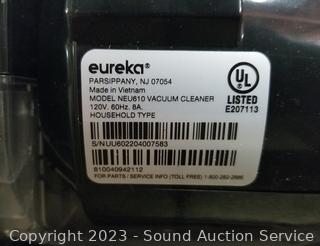 eureka®
PARSIPPANY, NJ 07054
Made in Vietnam
MODEL NEU610 VACUUM CLEANER
120V. 60Hz. 8A.
HOUSEHOLD TYPE
UL
®
LISTED
E207113
S/NUU602204007583
810040942112
FOR PARTS / SERVICE INFO (TOLL FREE) 1-800-282-2886
Copyright 2023 - Sound Auction Service